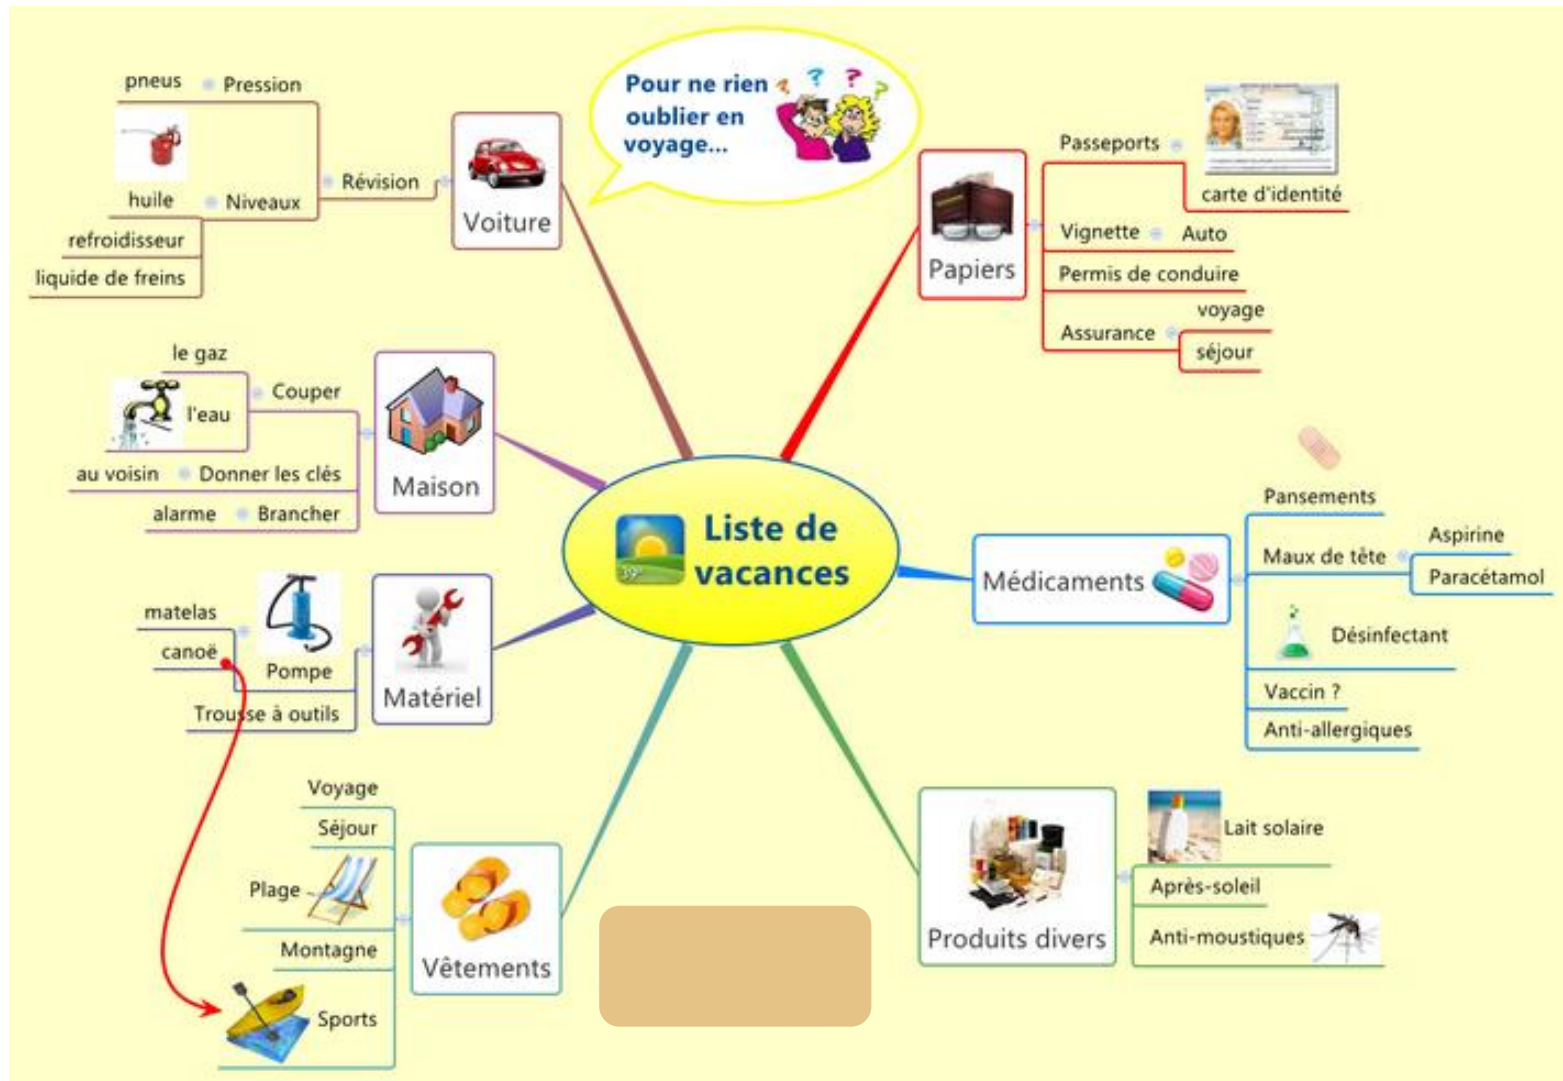 Pour ne rien
oublier en
voyage...
Liste de
vacances
Papiers
Passeports
carte d'identité
Vignette
Auto
Permis de conduire
Assurance
voyage
séjour
Médicaments
Pansements
Maux de tête
Aspirine
Paracétamol
Désinfectant
Vaccin ?
Anti-allergiques
Produits divers
Lait solaire
Après-soleil
Anti-moustiques
Voiture
Révision
Pression
pneus
Niveaux
huile
refroidisseur
liquide de freins
Maison
Couper
le gaz
l'eau
Donner les clés
au voisin
Brancher
alarme
Matériel
Pompe
matelas
canoë
Trousse à outils
Vêtements
Voyage
Séjour
Plage
Montagne
Sports